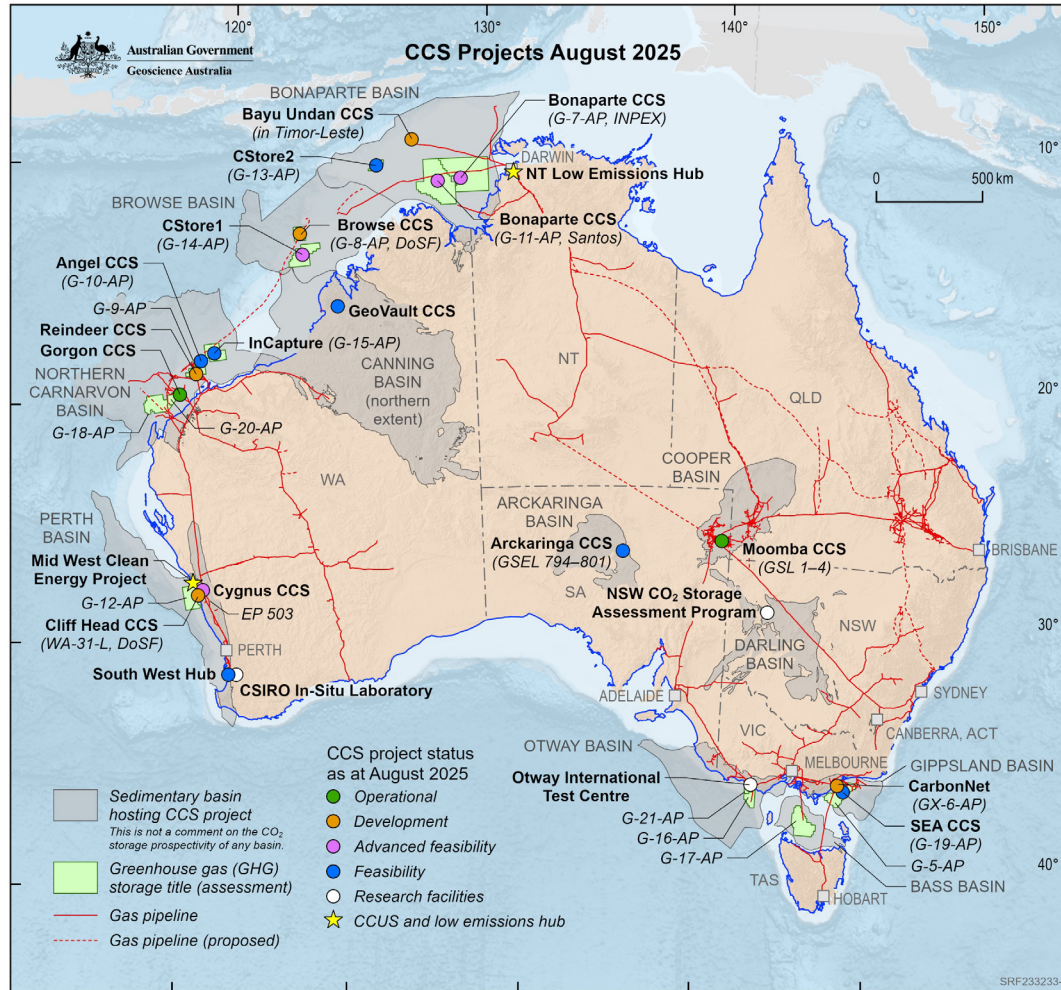 120°
130°
140°
150°
Australian Government
Geoscience Australia
CCS Projects August 2025
BONAPARTE BASIN
Bayu Undan CCS
(in Timor-Leste)
Bonaparte CCS
(G-7-AP, INPEX)
10°
CStore2
(G-13-AP)
DARWIN
NT Low Emissions Hub
0
500 km
BROWSE BASIN
CStore1
(G-14-AP)
Browse CCS
(G-8-AP, DoSF)
Bonaparte CCS
(G-11-AP, Santos)
Angel CCS
(G-10-AP)
G-9-AP
GeoVault CCS
Reindeer CCS
InCapture (G-15-AP)
Gorgon CCS
NORTHERN
CARNARVON
BASIN
CANNING
BASIN
(northern
extent)
NT
20°
QLD
G-18-AP
G-20-AP
COOPER
BASIN
WA
ARCKARINGA
BASIN
PERTH
BASIN
Arckaringa CCS
(GSEL 794–801)
Moomba CCS
(GSL 1–4)
BRISBANE
Mid West Clean
Energy Project
Cygnus CCS
SA
NSW CO2 Storage
Assessment Program
G-12-AP
EP 503
Cliff Head CCS
(WA-31-L, DoSF)
NSW
30°
PERTH
DARLING
BASIN
South West Hub
CSIRO In-Situ Laboratory
ADELAIDE
SYDNEY
CANBERRA, ACT
VIC
OTWAY BASIN
MELBOURNE
GIPPSLAND BASIN
Otway International
Test Centre
CarbonNet
(GX-6-AP)
G-21-AP
SEA CCS
(G-19-AP)
G-16-AP
G-17-AP
G-5-AP
BASS BASIN
40°
TAS
HOBART
Sedimentary basin
hosting CCS project
This is not a comment on the CO2
storage prospectivity of any basin.
Greenhouse gas (GHG)
storage title (assessment)
Gas pipeline
Gas pipeline (proposed)
CCS project status
as at August 2025
Operational
Development
Advanced feasibility
Feasibility
Research facilities
CCUS and low emissions hub
120°
130°
140°
150°